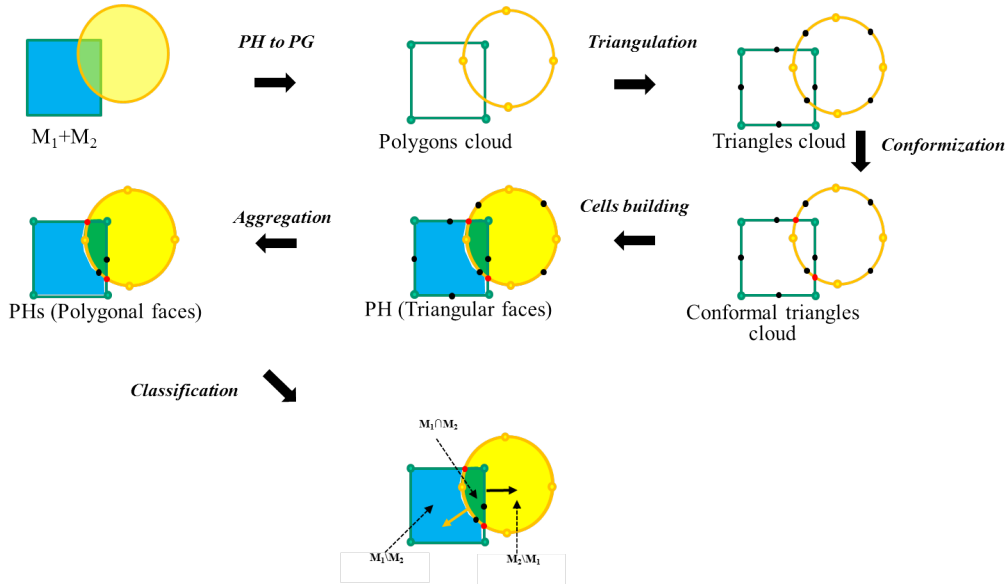 PH to PG
Triangulation
M₁+M₂
Polygons cloud
Triangles cloud
Conformization
Aggregation
Cells building
PHs (Polygonal faces)
PH (Triangular faces)
Conformal triangles
cloud
Classification
M₁∩M₂
M₁\M₂
M₂\M₁